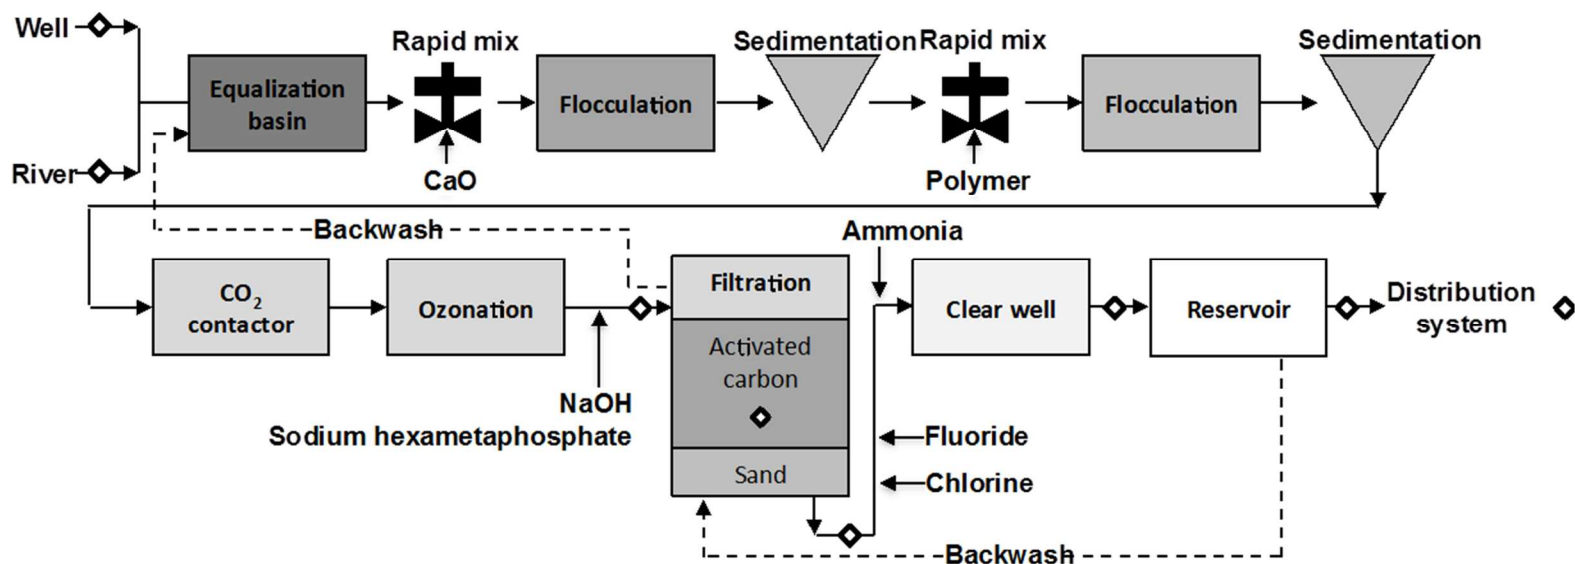 Well
River
Equalization
basin
Rapid mix
CaO
Flocculation
Sedimentation
Rapid mix
Polymer
Flocculation
Sedimentation
Backwash
CO2
contactor
Ozonation
NaOH
Sodium hexametaphosphate
Filtration
Activated
carbon
Sand
Ammonia
Fluoride
Chlorine
Clear well
Reservoir
Distribution
system
Backwash